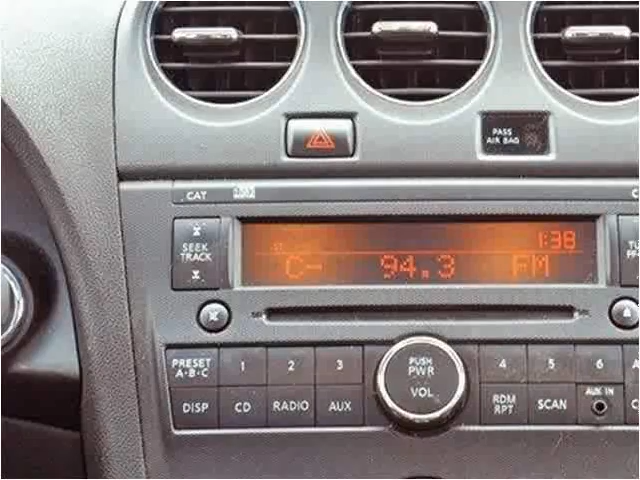 PASS
AIR BAG
CAT
SEEK
TRACK
ST
1:38
C- 94.3 FM
PUSH
PWR
VOL
PRESET
A·B·C
1 2 3
4 5 6
DISP CD RADIO AUX
RDM
RPT
SCAN
AUX IN